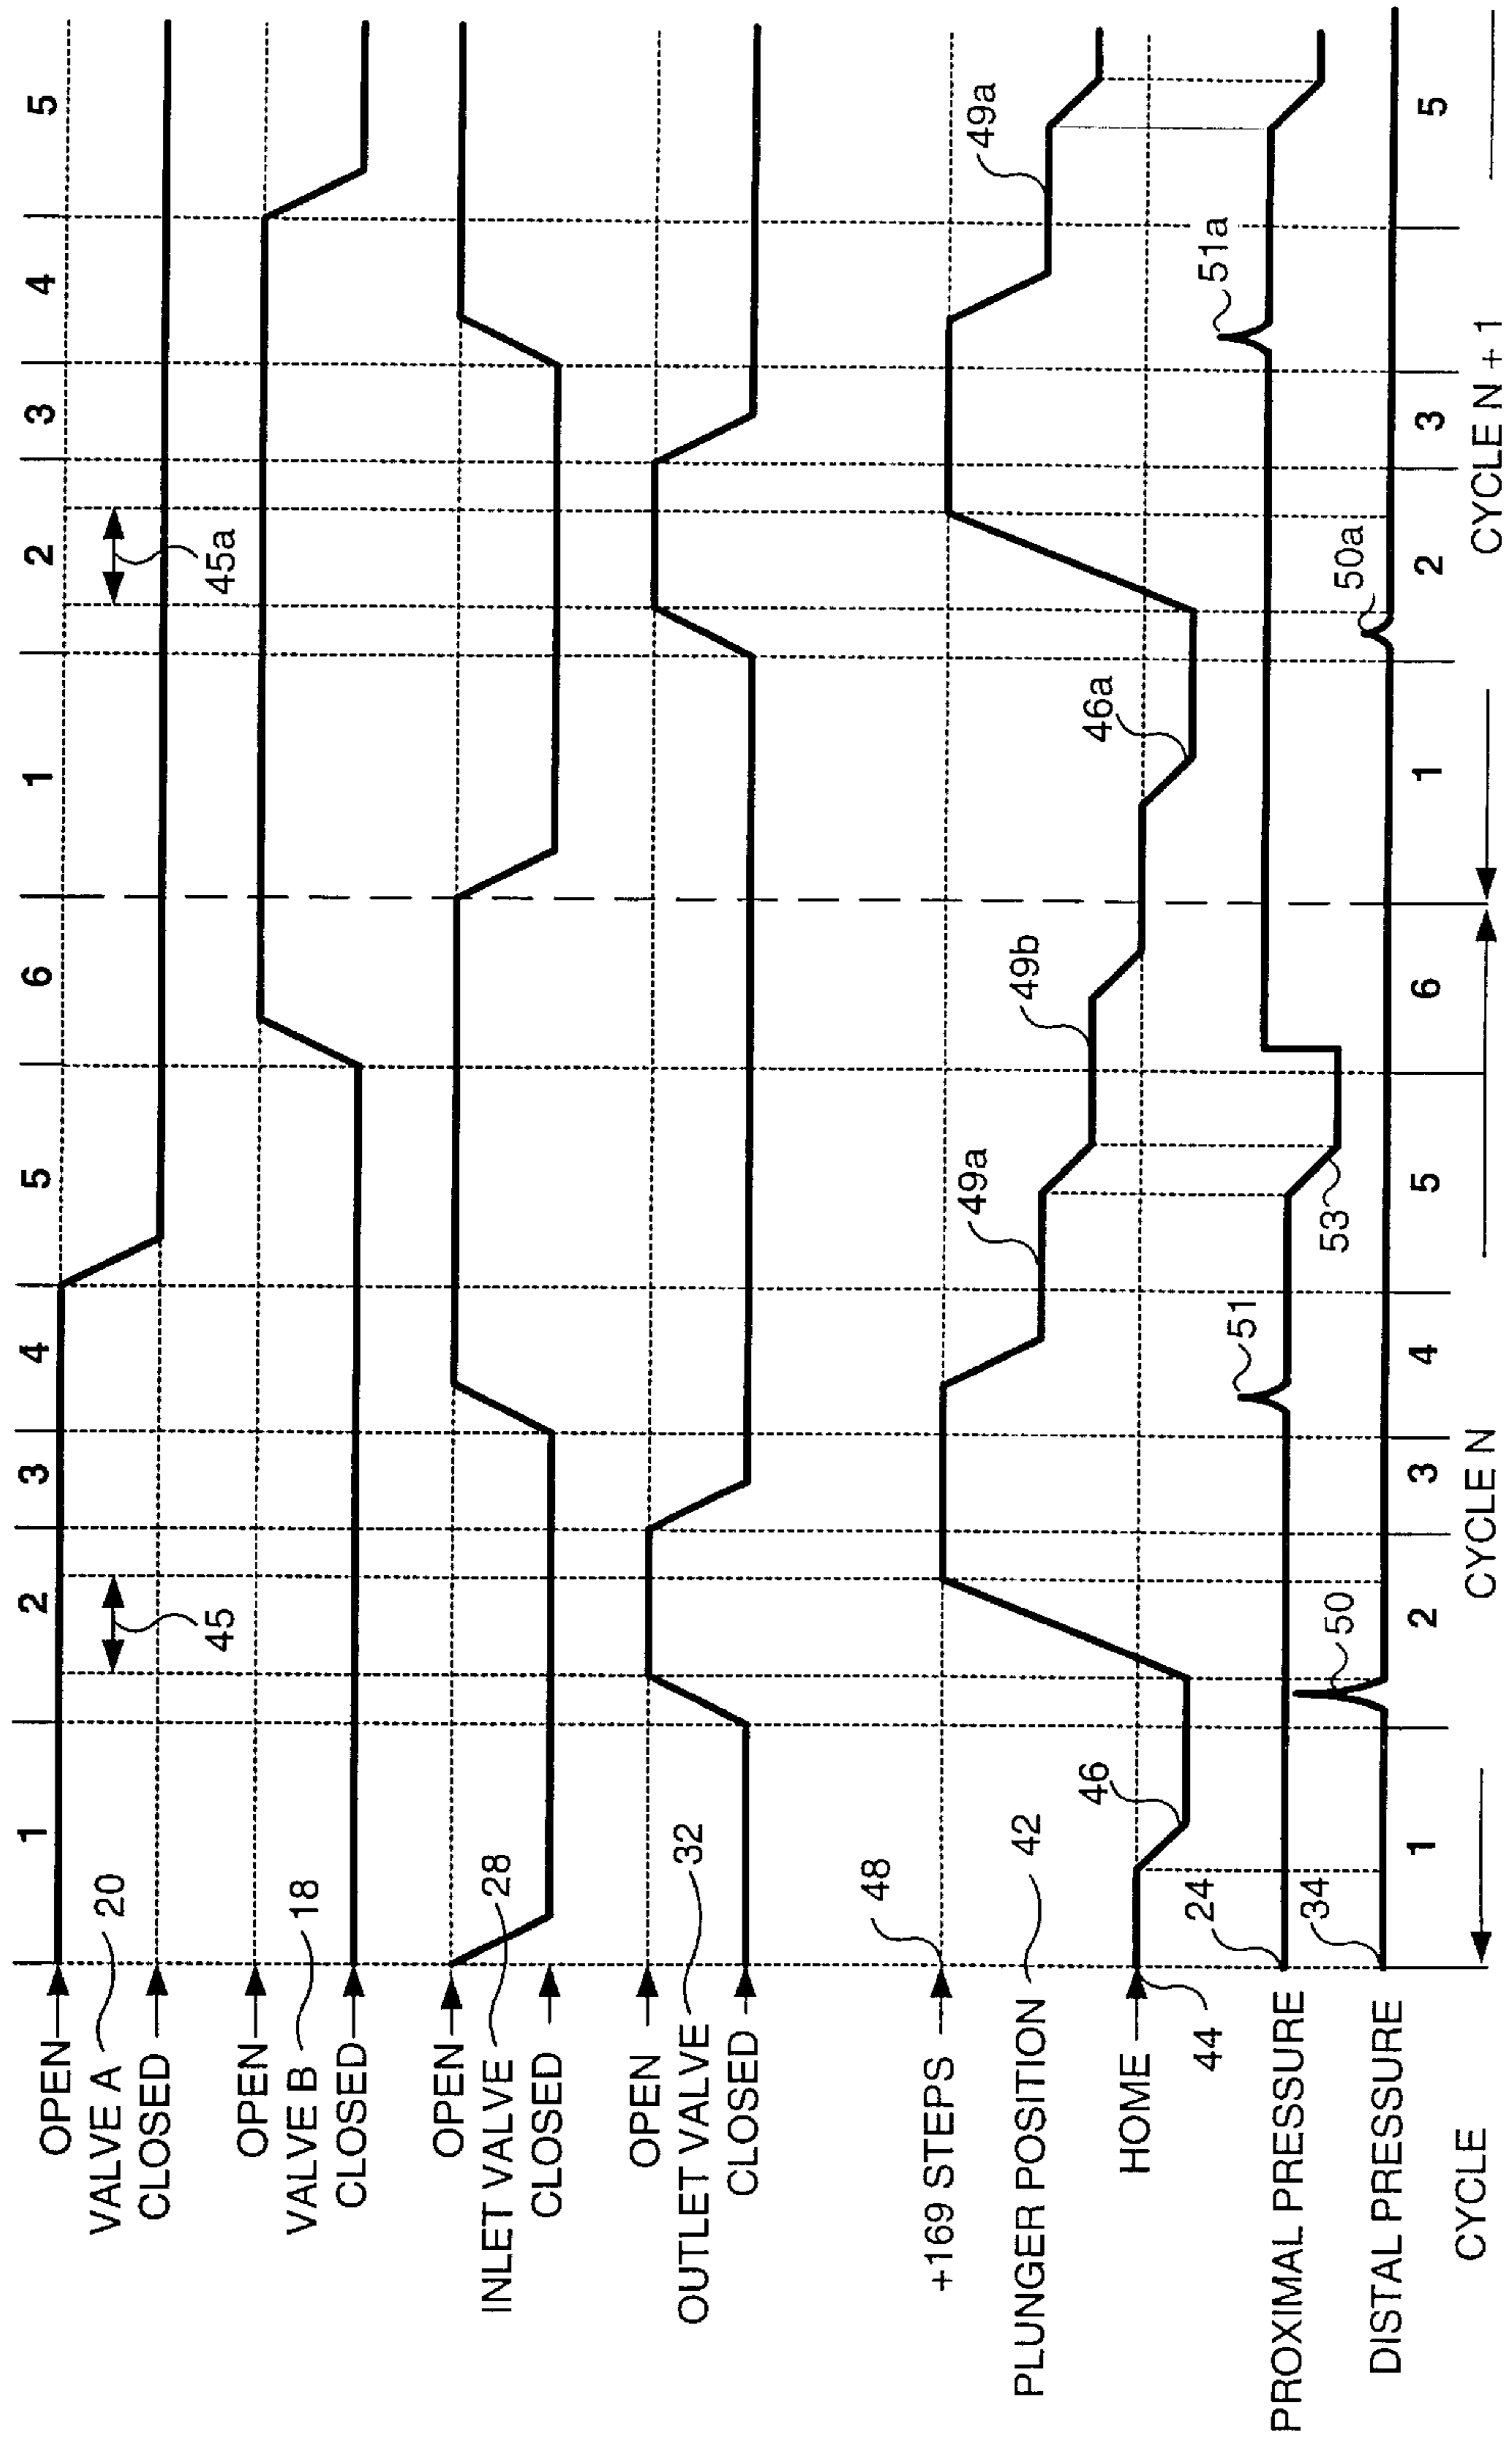 1 2 3 4 5 6 1 2 3 4 5
OPEN
VALVE A 20
CLOSED
45
45a
OPEN
VALVE B 18
CLOSED
OPEN
INLET VALVE 28
CLOSED
OPEN
OUTLET VALVE 32
CLOSED
+169 STEPS 48
PLUNGER POSITION 42
HOME
44
46
49a
49b
46a
49a
PROXIMAL PRESSURE 24
51
53
51a
DISTAL PRESSURE 34
50
50a
1 2 3 4 5 6 1 2 3 4 5
CYCLE
CYCLE N
CYCLE N + 1